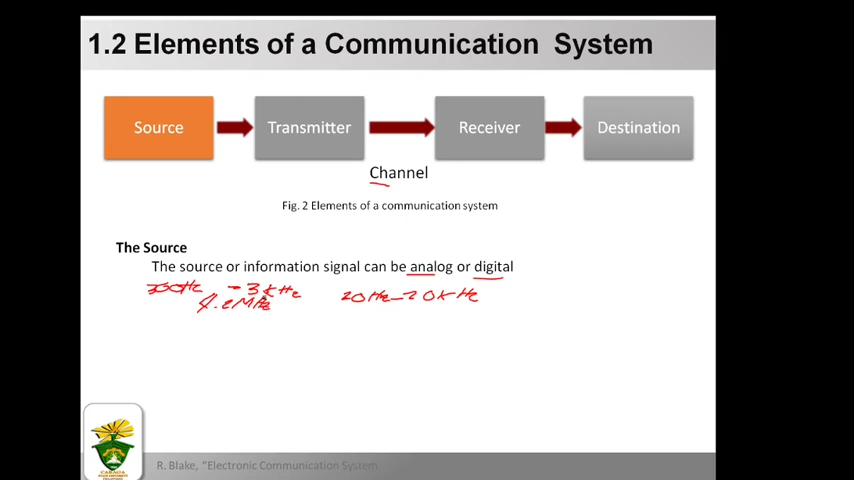 1.2 Elements of a Communication System
Source
Transmitter
Receiver
Destination
Channel
Fig. 2 Elements of a communication system
The Source
The source or information signal can be analog or digital
300Hz - 3kHz 20Hz-20kHz
4.2MHz
CARAGA
R. Blake, "Electronic Communication System